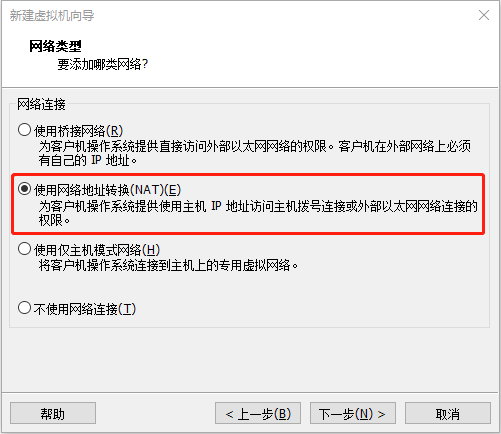 新建虚拟机向导
网络类型
要添加哪类网络?
网络连接
使用桥接网络(R)
为客户机操作系统提供直接访问外部以太网网络的权限。客户机在外部网络上必须
有自己的 IP 地址。
使用网络地址转换(NAT)(E)
为客户机操作系统提供使用主机 IP 地址访问主机拨号连接或外部以太网网络连接的
权限。
使用仅主机模式网络(H)
将客户机操作系统连接到主机上的专用虚拟网络。
不使用网络连接(T)
帮助
< 上一步(B)
下一步(N) >
取消